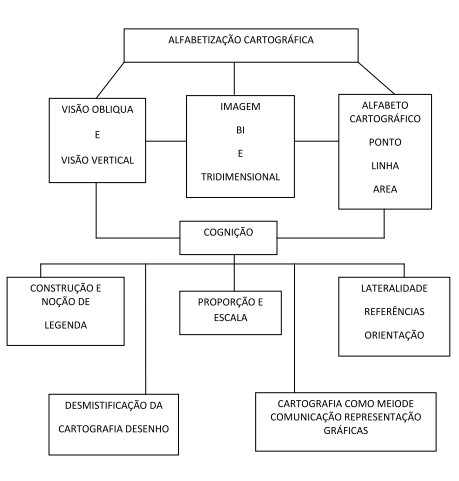 ALFABETIZAÇÃO CARTOGRÁFICA
VISÃO OBLIQUA
E
VISÃO VERTICAL
IMAGEM
BI
E
TRIDIMENSIONAL
ALFABETO
CARTOGRÁFICO
PONTO
LINHA
AREA
COGNIÇÃO
CONSTRUÇÃO E
NOÇÃO DE
LEGENDA
PROPORÇÃO E
ESCALA
LATERALIDADE
REFERÊNCIAS
ORIENTAÇÃO
DESMISTIFICAÇÃO DA
CARTOGRAFIA DESENHO
CARTOGRAFIA COMO MEIODE
COMUNICAÇÃO REPRESENTAÇÃO
GRÁFICAS